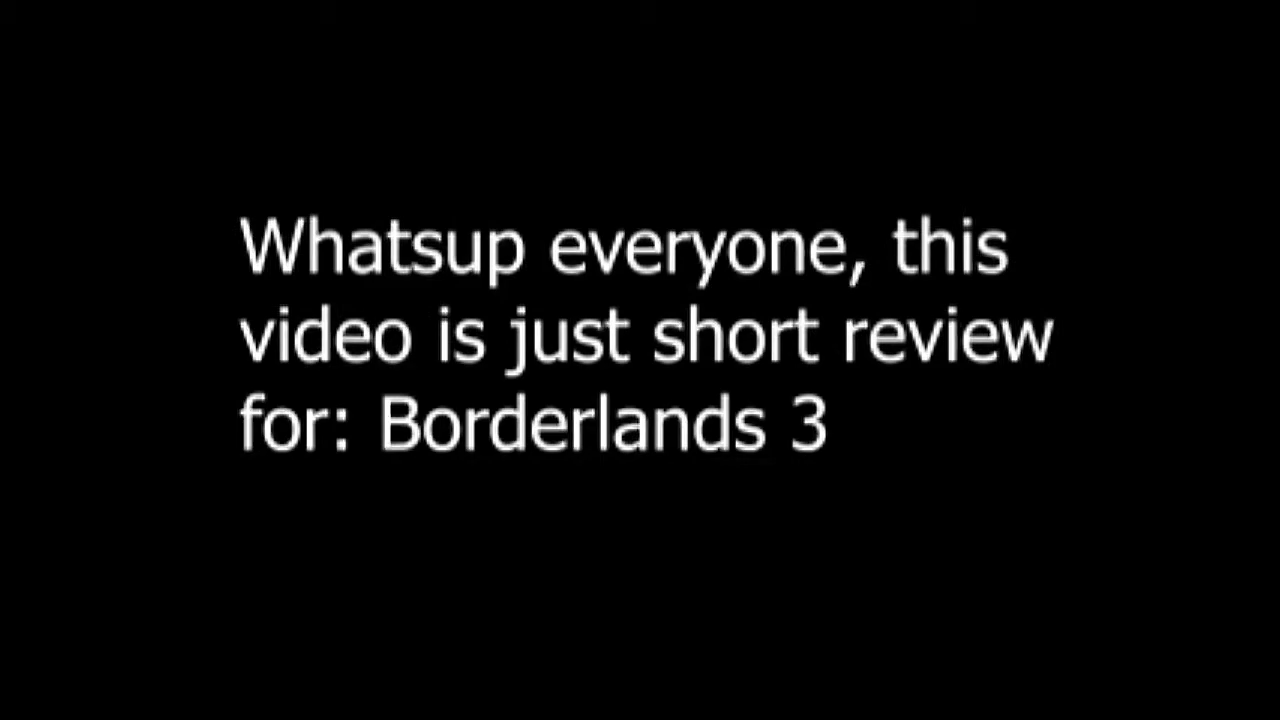 Whatsup everyone, this
video is just short review
for: Borderlands 3